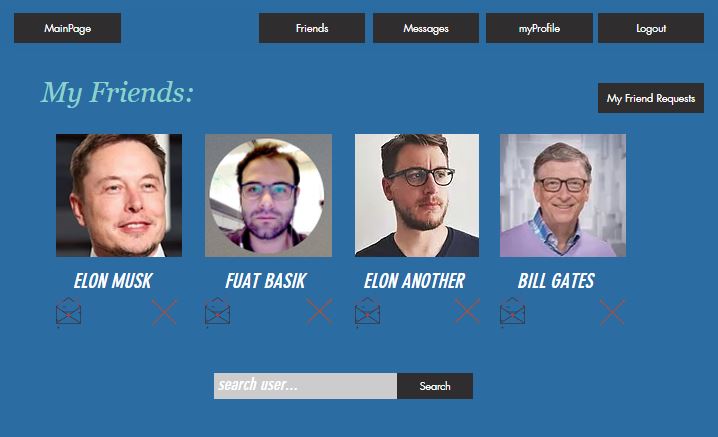 MainPage
Friends
Messages
myProfile
Logout
My Friends:
My Friend Requests
ELON MUSK
FUAT BASIK
ELON ANOTHER
BILL GATES
search user...
Search